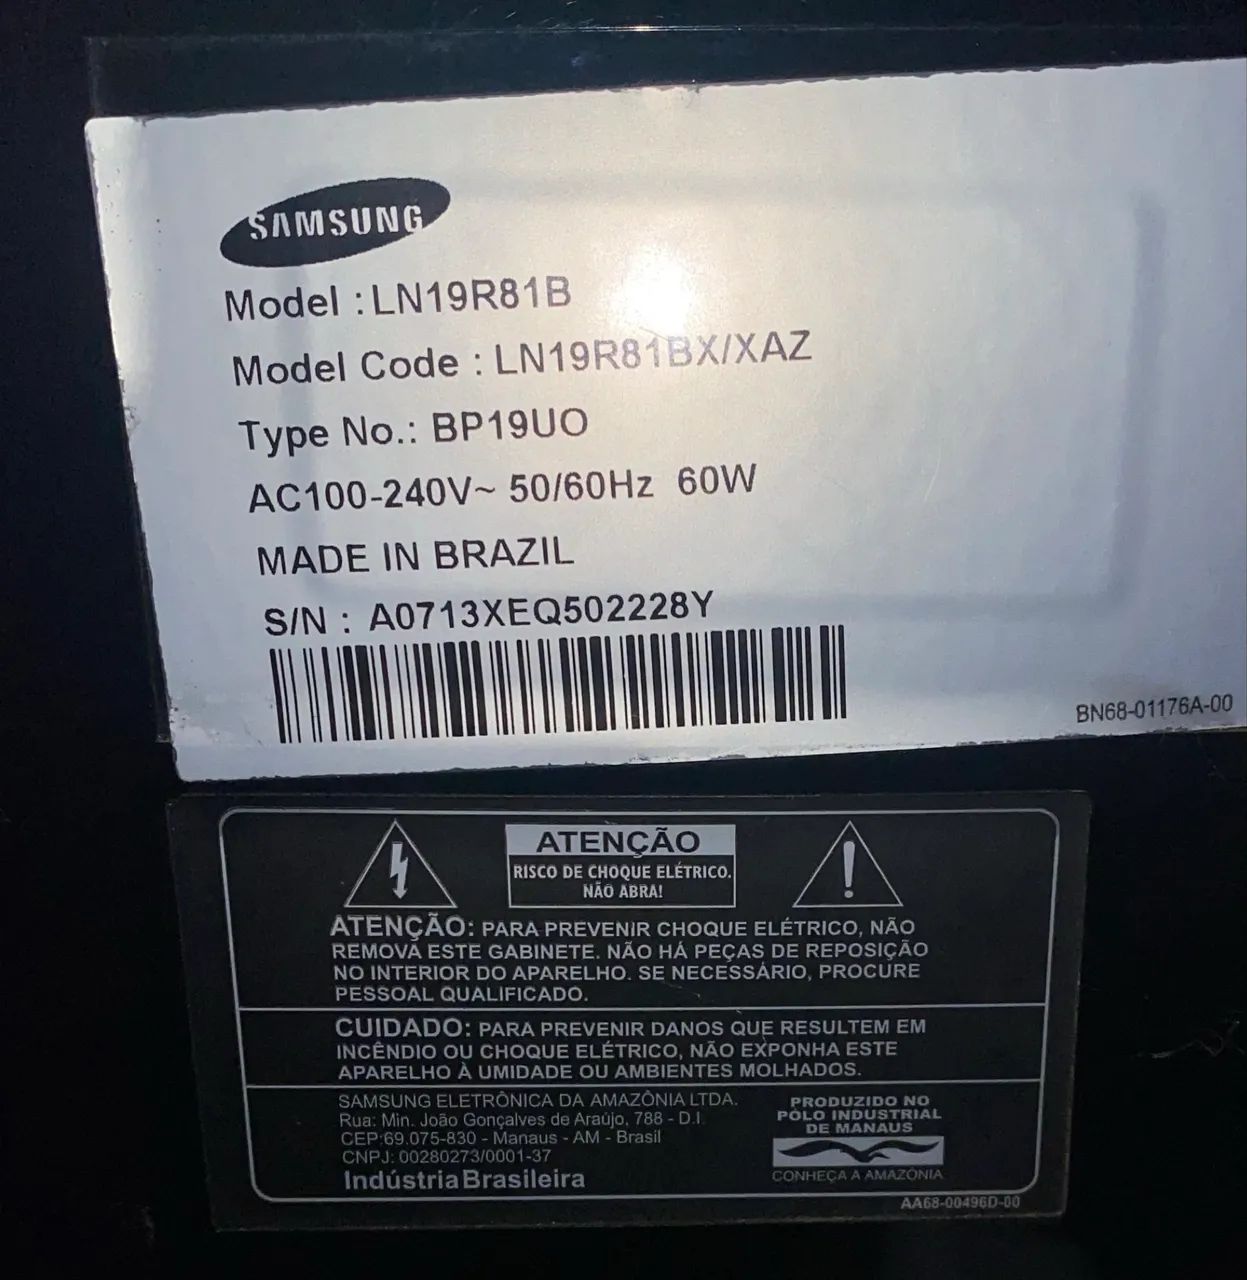 SAMSUNG
Model : LN19R81B
Model Code : LN19R81BX/XAZ
Type No.: BP19UO
AC100-240V~ 50/60Hz 60W
MADE IN BRAZIL
S/N : A0713XEQ502228Y
BN68-01176A-00
ATENÇÃO
RISCO DE CHOQUE ELÉTRICO.
NÃO ABRA!
ATENÇÃO: PARA PREVENIR CHOQUE ELÉTRICO, NÃO
REMOVA ESTE GABINETE. NÃO HÁ PEÇAS DE REPOSIÇÃO
NO INTERIOR DO APARELHO. SE NECESSÁRIO, PROCURE
PESSOAL QUALIFICADO.
CUIDADO: PARA PREVENIR DANOS QUE RESULTEM EM
INCÊNDIO OU CHOQUE ELÉTRICO, NÃO EXPONHA ESTE
APARELHO À UMIDADE OU AMBIENTES MOLHADOS.
SAMSUNG ELETRÔNICA DA AMAZÔNIA LTDA.
Rua: Min. João Gonçalves de Araújo, 788 - D.I.
CEP:69.075-830 - Manaus - AM - Brasil
CNPJ: 00280273/0001-37
Indústria Brasileira
PRODUZIDO NO
PÓLO INDUSTRIAL
DE MANAUS
CONHEÇA A AMAZÔNIA
AA68-00496D-00